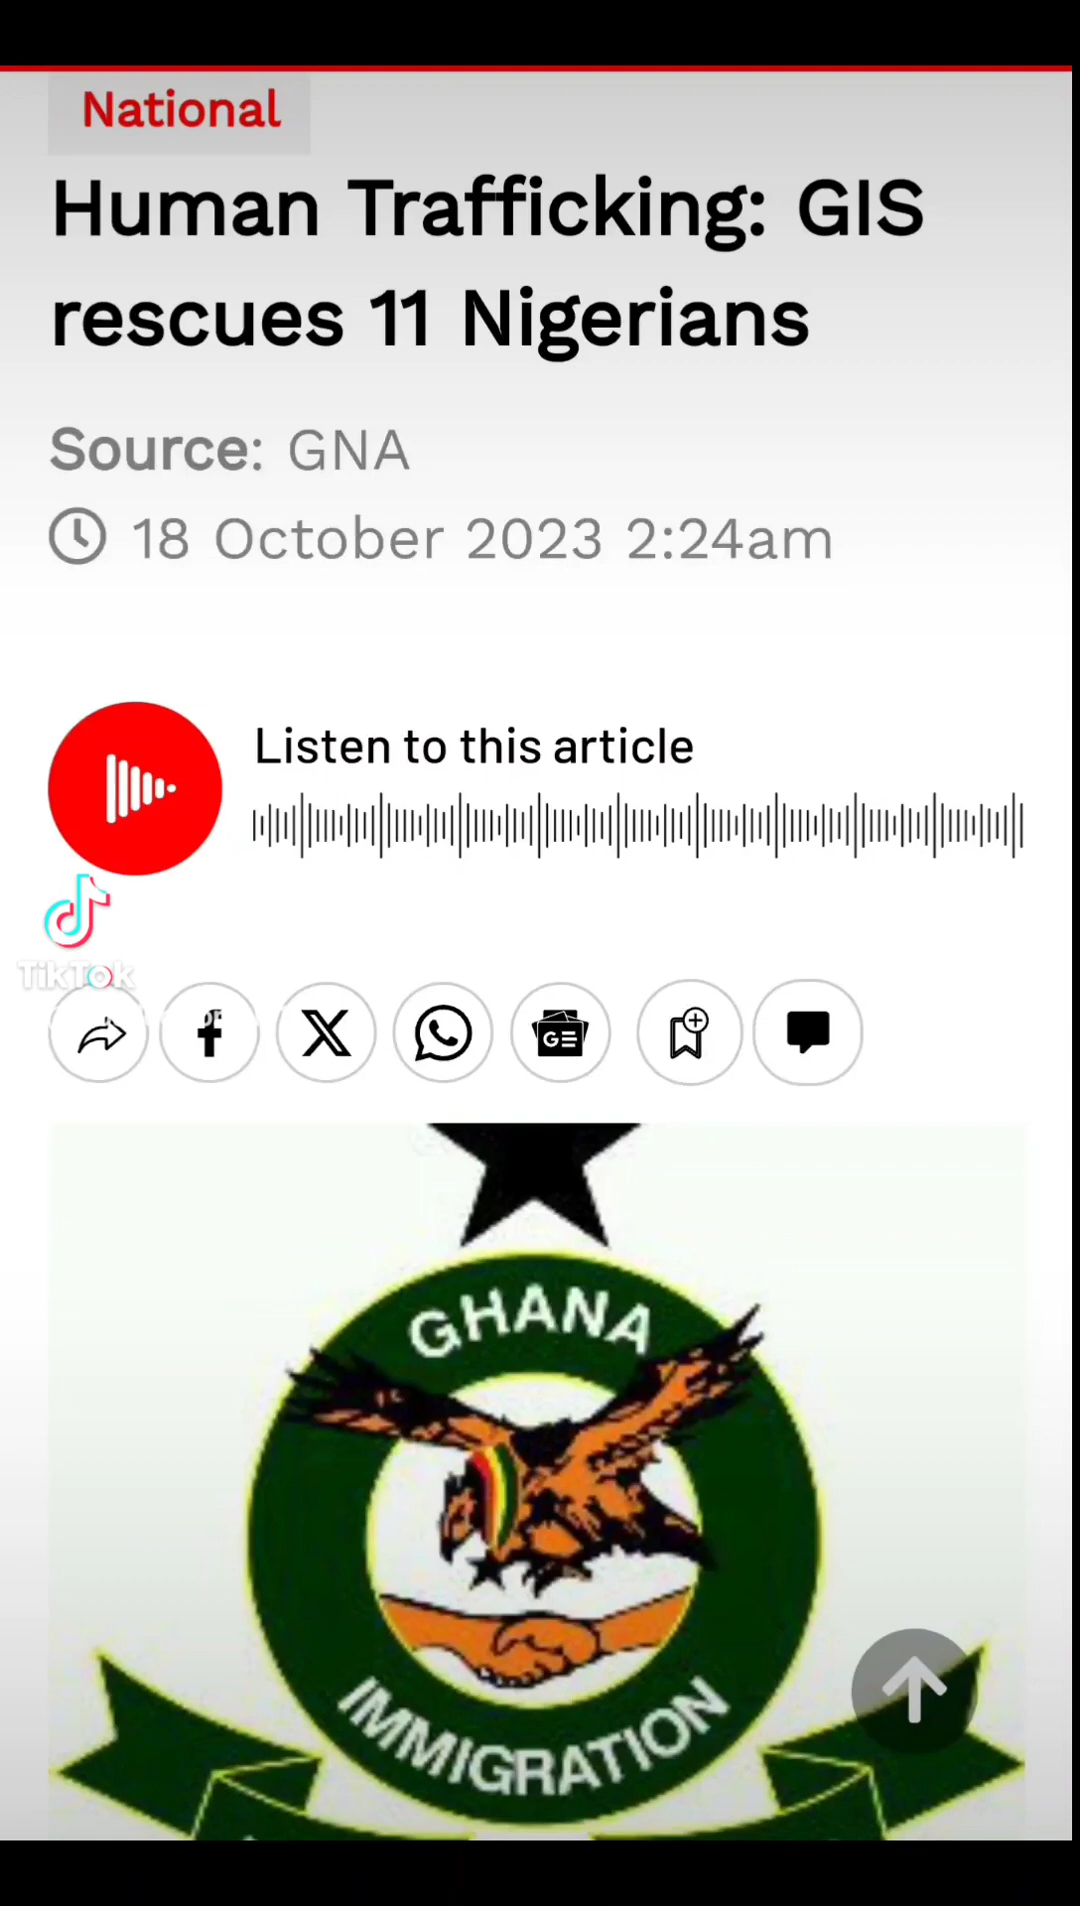 National
Human Trafficking: GIS
rescues 11 Nigerians
Source: GNA
18 October 2023 2:24am
Listen to this article
TikTok
GE
GHANA
IMMIGRATION